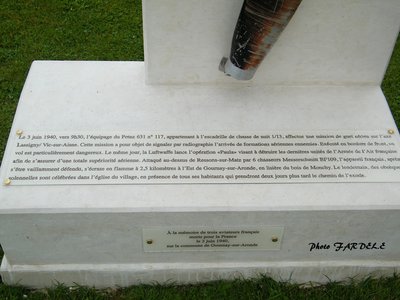 Le 3 juin 1940, vers 9h30, l'équipage du Potez 631 n° 117, appartenant à l'escadrille de chasse de nuit 1/13, effectue une mission de guet aérien sur l'axe
Lassigny/ Vic-sur-Aisne. Cette mission a pour objet de signaler par radiographie l'arrivée de formations aériennes ennemies. Effectué en bordure de front, ce
vol est particulièrement dangereux. Le même jour, la Luftwaffe lance l'opération «Paula» visant à détruire les dernières unités de l'Armée de l'Air française
afin de s'assurer d'une totale supériorité aérienne. Attaqué au-dessus de Ressons-sur-Matz par 6 chasseurs Messerschmitt BF109, l'appareil français, après
s'être vaillamment défendu, s'écrase en flamme à 2,5 kilomètres à l'Est de Gournay-sur-Aronde, en lisière du bois de Monchy. Le lendemain, des obsèques
solennelles sont célébrées dans l'église du village, en présence de tous ses habitants qui prendront deux jours plus tard le chemin de l'exode.
À la mémoire de trois aviateurs français
morts pour la France
le 3 juin 1940,
sur la commune de Gournay-sur-Aronde
Photo FARDELE